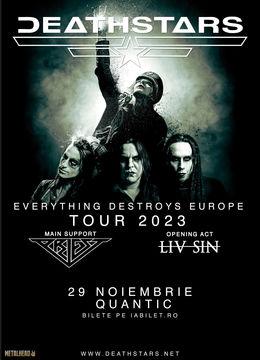 DEATHSTARS
EVERYTHING DESTROYS EUROPE
TOUR 2023
MAIN SUPPORT
OPENING ACT
LIV SIN
29 NOIEMBRIE
QUANTIC
BILETE PE IABILET.RO
METALHEAD
WWW.DEATHSTARS.NET